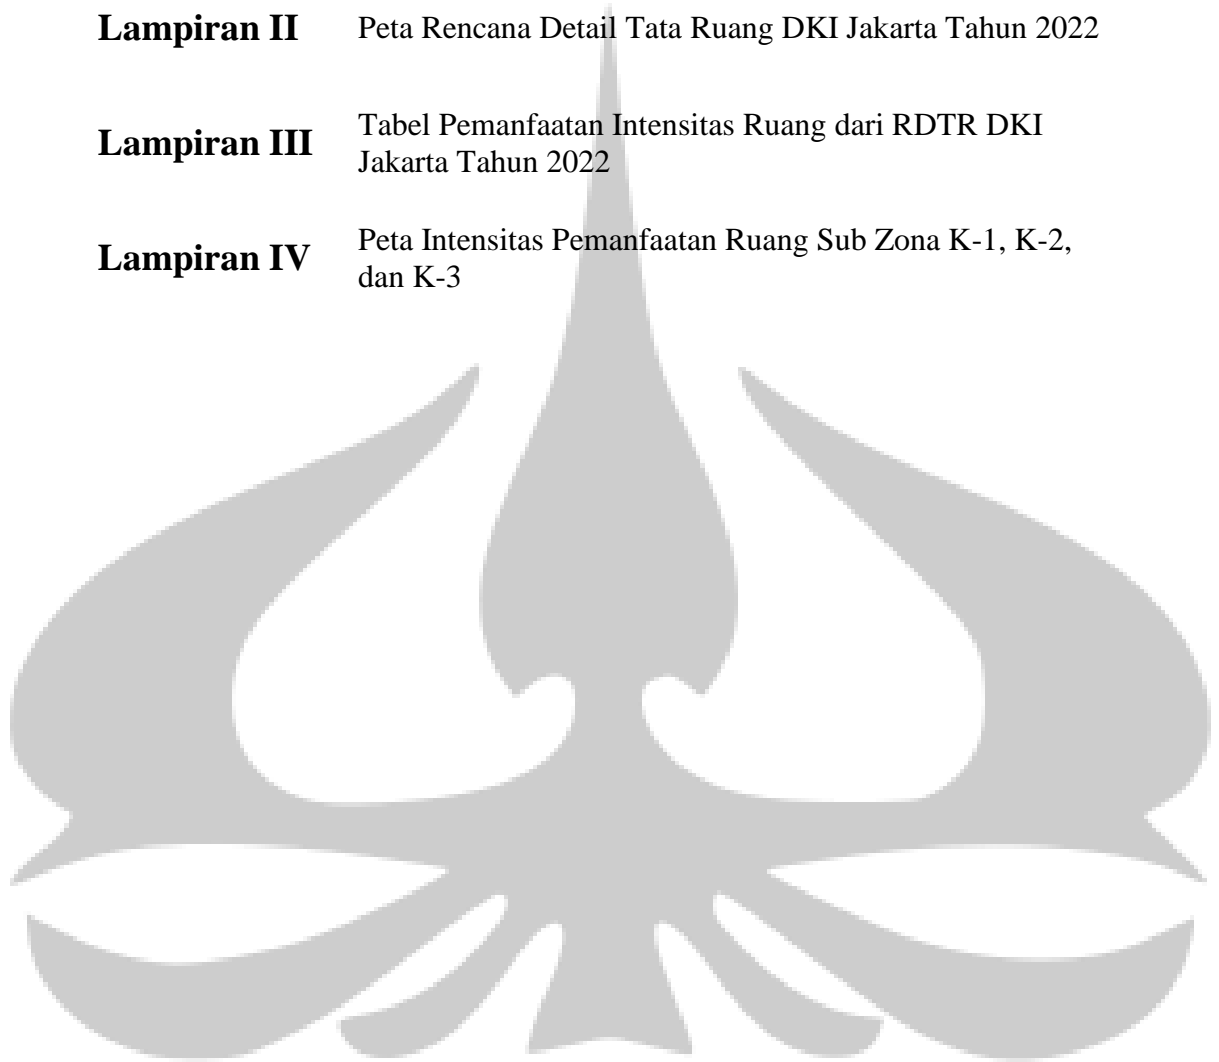 Lampiran II Peta Rencana Detail Tata Ruang DKI Jakarta Tahun 2022
Lampiran III Tabel Pemanfaatan Intensitas Ruang dari RDTR DKI
Jakarta Tahun 2022
Lampiran IV Peta Intensitas Pemanfaatan Ruang Sub Zona K-1, K-2,
dan K-3